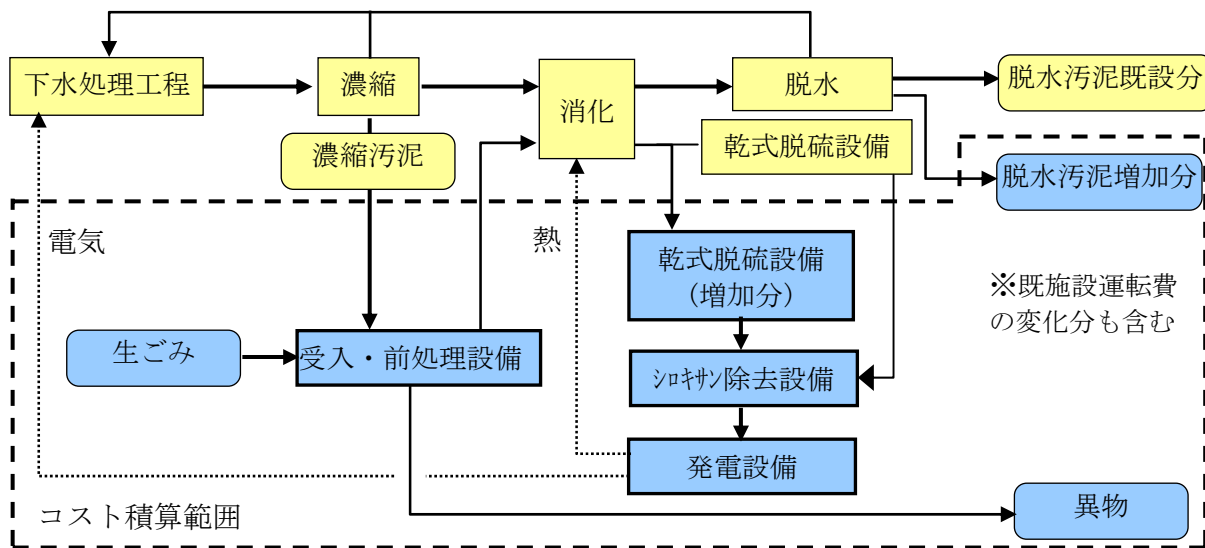 下水処理工程
濃縮
消化
脱水
脱水汚泥既設分
濃縮汚泥
乾式脱硫設備
脱水汚泥増加分
電気
熱
乾式脱硫設備
（増加分）
※既施設運転費
の変化分も含む
生ごみ
受入・前処理設備
ｼﾛｷｻﾝ除去設備
発電設備
コスト積算範囲
異物